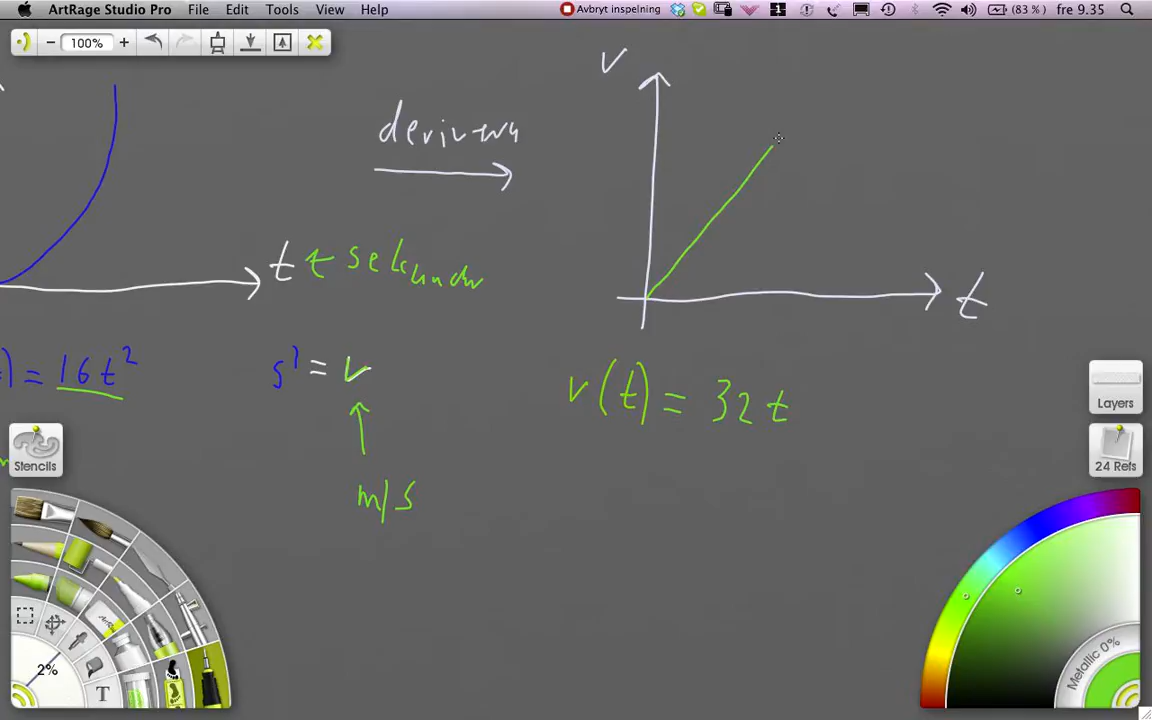 ArtRage Studio Pro File Edit Tools View Help Avbryt inspelning 1 (83 %) fre 9.35
100%
v
derivera
t t sekunder
t
) = 16t² s' = v
v(t) = 32t
m/s
Stencils
Layers
24 Refs
2%
T
Metallic 0%